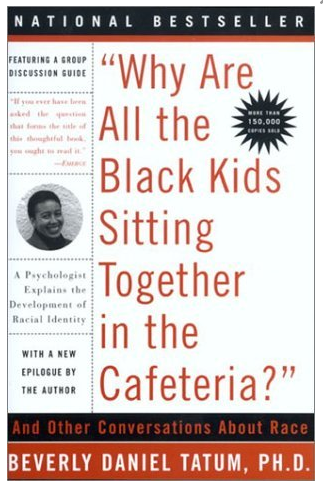 NATIONAL BESTSELLER
FEATURING A GROUP
DISCUSSION GUIDE
"If you ever have been
asked the question
that forms the title of
this thoughtful book,
you ought to read it."
—EMERGE
A Psychologist
Explains the
Development of
Racial Identity
WITH A NEW
EPILOGUE BY
THE AUTHOR
"Why Are
All the
Black Kids
Sitting
Together
in the
Cafeteria?"
MORE THAN
150,000
COPIES SOLD
And Other Conversations About Race
BEVERLY DANIEL TATUM, PH.D.